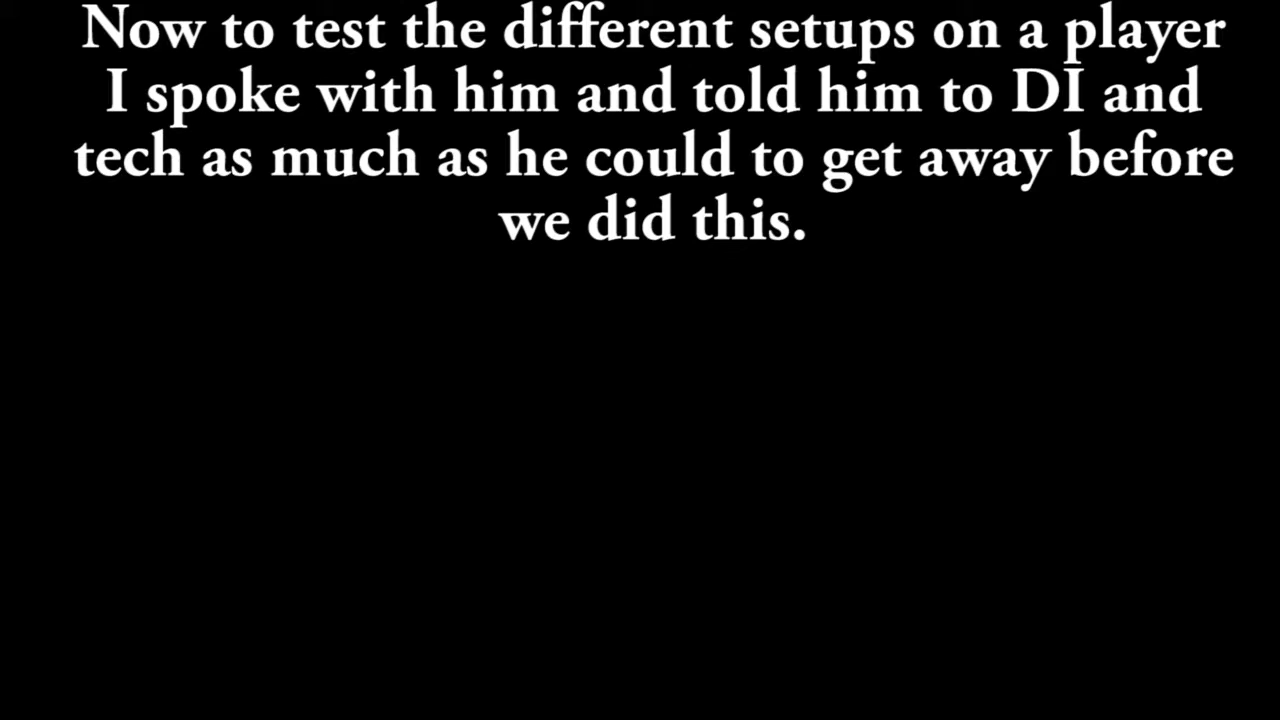 Now to test the different setups on a player
I spoke with him and told him to DI and
tech as much as he could to get away before
we did this.